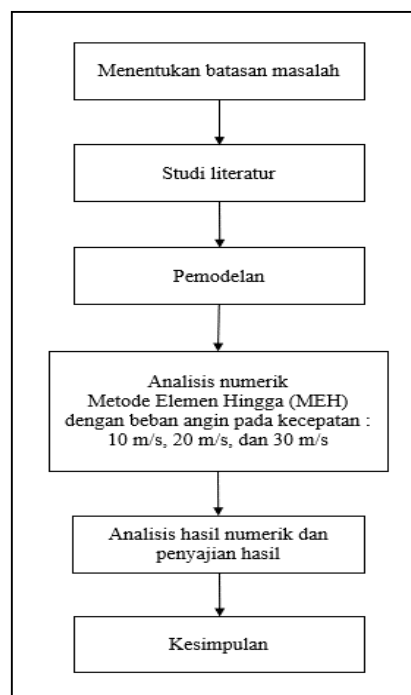 Menentukan batasan masalah
Studi literatur
Pemodelan
Analisis numerik
Metode Elemen Hingga (MEH)
dengan beban angin pada kecepatan :
10 m/s, 20 m/s, dan 30 m/s
Analisis hasil numerik dan
penyajian hasil
Kesimpulan